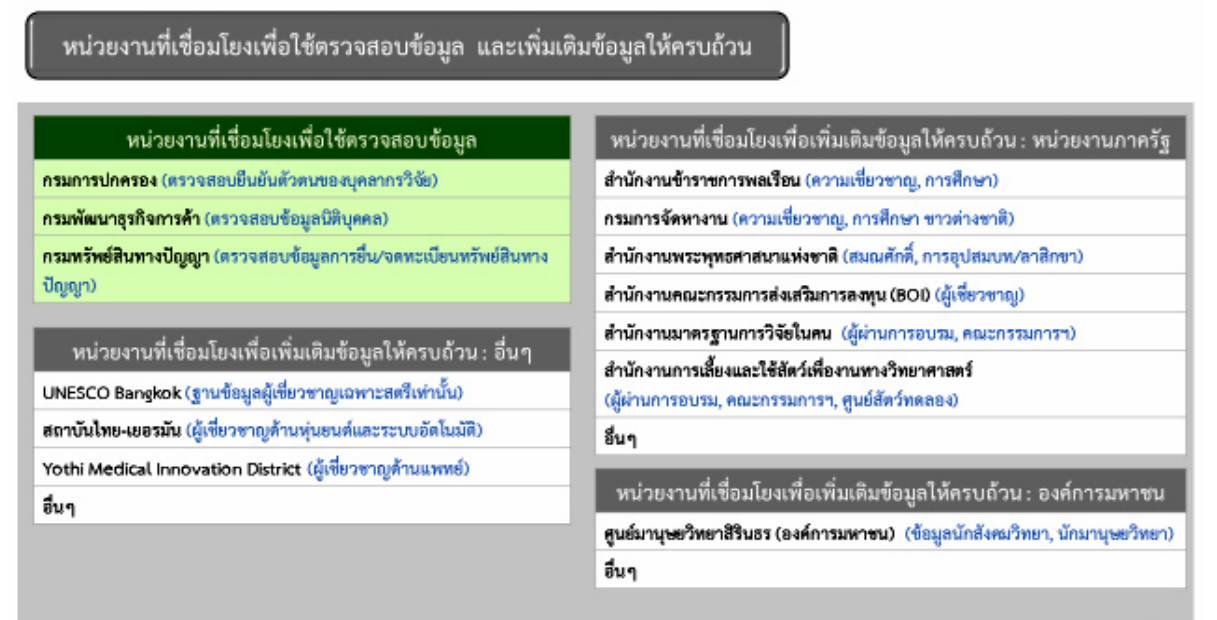 หน่วยงานที่เชื่อมโยงเพื่อใช้ตรวจสอบข้อมูล และเพิ่มเติมข้อมูลให้ครบถ้วน
หน่วยงานที่เชื่อมโยงเพื่อใช้ตรวจสอบข้อมูล
กรมการปกครอง (ตรวจสอบยืนยันตัวตนของบุคลากรวิจัย)
กรมพัฒนาธุรกิจการค้า (ตรวจสอบข้อมูลนิติบุคคล)
กรมทรัพย์สินทางปัญญา (ตรวจสอบข้อมูลการยื่น/จดทะเบียนทรัพย์สินทาง
ปัญญา)
หน่วยงานที่เชื่อมโยงเพื่อเพิ่มเติมข้อมูลให้ครบถ้วน : อื่นๆ
UNESCO Bangkok (ฐานข้อมูลผู้เชี่ยวชาญเฉพาะสตรีเท่านั้น)
สถาบันไทย-เยอรมัน (ผู้เชี่ยวชาญด้านหุ่นยนต์และระบบอัตโนมัติ)
Yothi Medical Innovation District (ผู้เชี่ยวชาญด้านแพทย์)
อื่นๆ
หน่วยงานที่เชื่อมโยงเพื่อเพิ่มเติมข้อมูลให้ครบถ้วน : หน่วยงานภาครัฐ
สำนักงานข้าราชการพลเรือน (ความเชี่ยวชาญ, การศึกษา)
กรมการจัดหางาน (ความเชี่ยวชาญ, การศึกษา ชาวต่างชาติ)
สำนักงานพระพุทธศาสนาแห่งชาติ (สมณศักดิ์, การอุปสมบท/ลาสิกขา)
สำนักงานคณะกรรมการส่งเสริมการลงทุน (BOI) (ผู้เชี่ยวชาญ)
สำนักงานมาตรฐานการวิจัยในคน (ผู้ผ่านการอบรม, คณะกรรมการฯ)
สำนักงานการเลี้ยงและใช้สัตว์เพื่องานทางวิทยาศาสตร์
(ผู้ผ่านการอบรม, คณะกรรมการฯ, ศูนย์สัตว์ทดลอง)
อื่นๆ
หน่วยงานที่เชื่อมโยงเพื่อเพิ่มเติมข้อมูลให้ครบถ้วน : องค์การมหาชน
ศูนย์มานุษยวิทยาสิรินธร (องค์การมหาชน) (ข้อมูลนักสังคมวิทยา, นักมานุษยวิทยา)
อื่นๆ